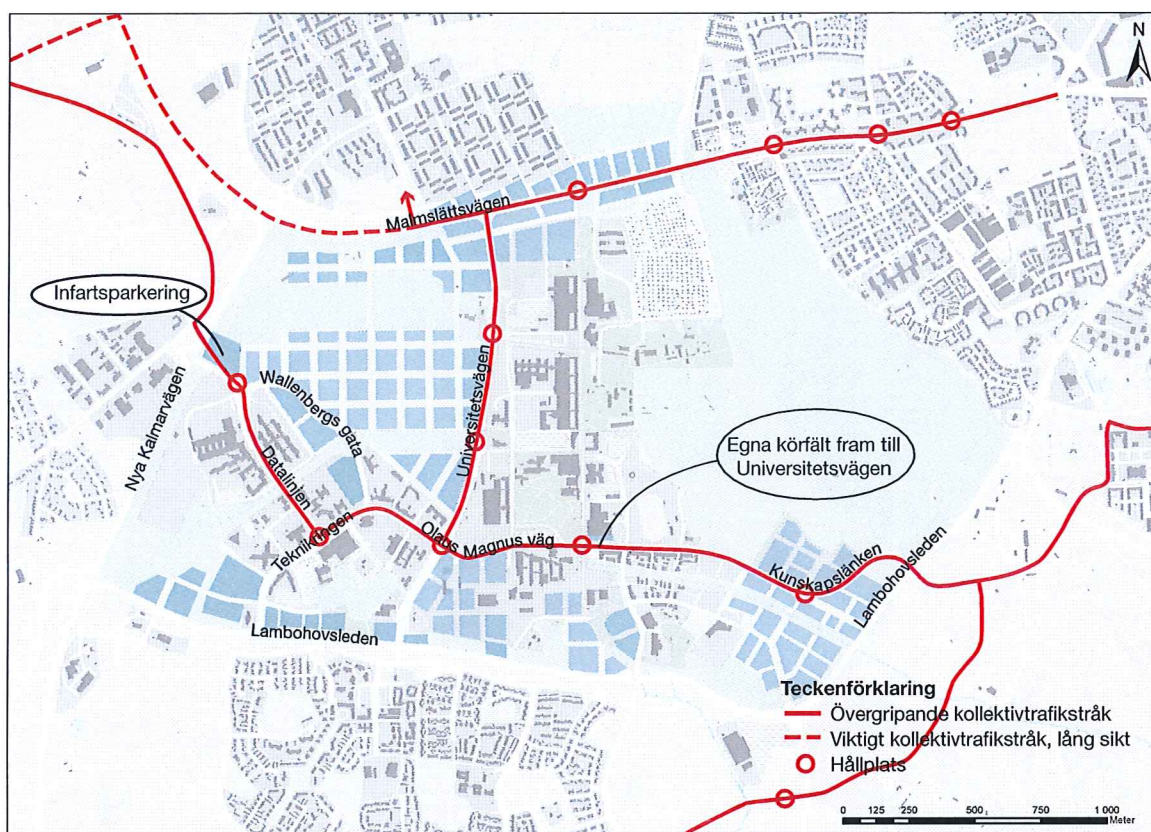 N
Malmslättsvägen
Infartsparkering
Nya Kalmarvägen
Wallenbergs gata
Universitetsvägen
Datalinjen
Egna körfält fram till
Universitetsvägen
Teknikringen
Olaus Magnus väg
Kunskapslänken
Lambohovsleden
Lambohovsleden
Teckenförklaring
Övergripande kollektivtrafikstråk
Viktigt kollektivtrafikstråk, lång sikt
Hållplats
0 125 250 500 750 1 000
Meter